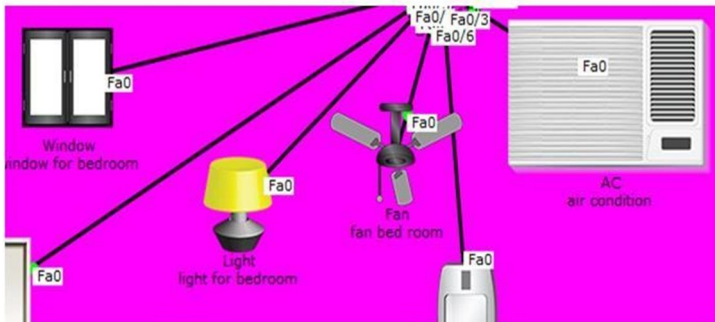 Fa0/
Fa0/3
Fa0/6
Fa0
Fa0
Window
window for bedroom
Fa0
Fa0
AC
air condition
Fan
fan bed room
Light
light for bedroom
Fa0
Fa0